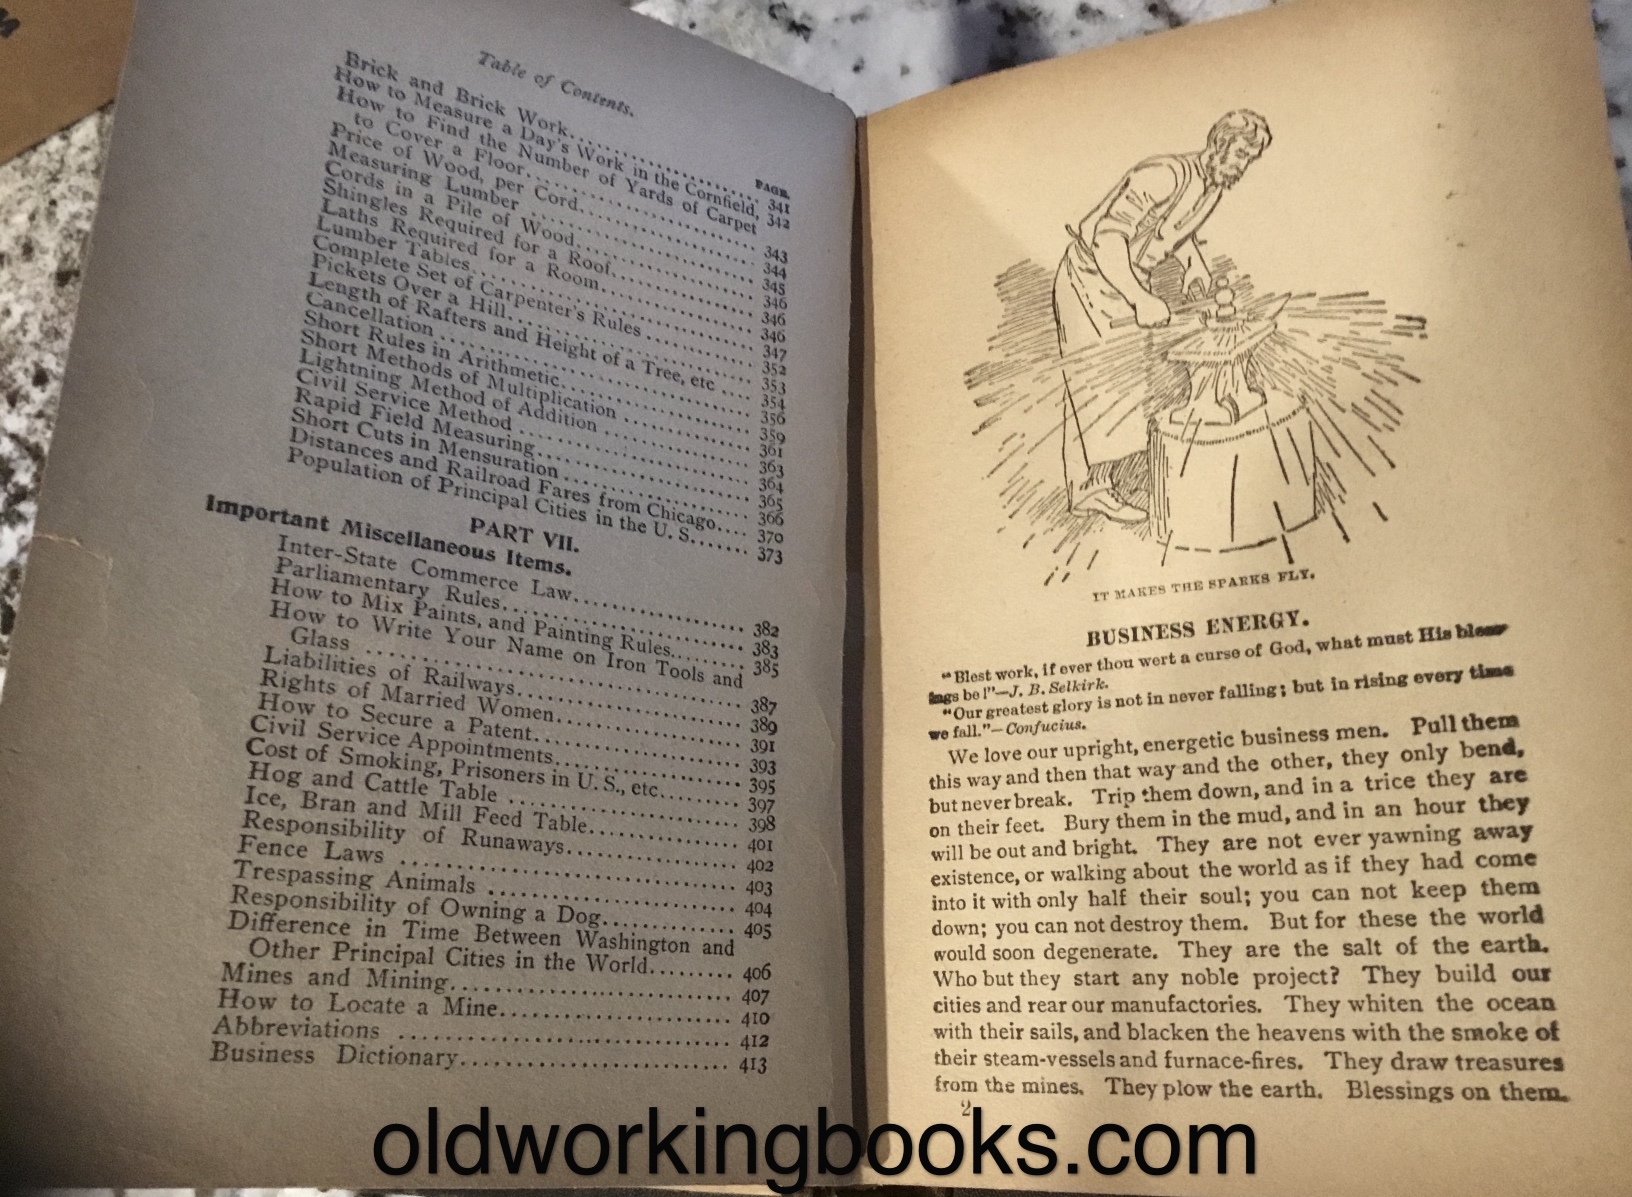 Table of Contents.
PAGE.
Brick and Brick Work.............................. 341
How to Measure a Day's Work in the Cornfield, 342
How to Find the Number of Yards of Carpet
to Cover a Floor.............................. 343
Price of Wood, per Cord.............................. 344
Measuring Lumber .............................. 345
Cords in a Pile of Wood.............................. 346
Shingles Required for a Roof.............................. 346
Laths Required for a Room.............................. 346
Lumber Tables.............................. 347
Complete Set of Carpenter's Rules .............................. 352
Pickets Over a Hill.............................. 353
Length of Rafters and Height of a Tree, etc .... 354
Cancellation .............................. 356
Short Rules in Arithmetic.............................. 359
Short Methods of Multiplication .................... 361
Lightning Method of Addition .................... 363
Civil Service Method .............................. 364
Rapid Field Measuring.............................. 365
Short Cuts in Mensuration .................... 366
Distances and Railroad Fares from Chicago.... 370
Population of Principal Cities in the U. S....... 373
PART VII.
Important Miscellaneous Items.
Inter-State Commerce Law.................... 382
Parliamentary Rules.............................. 383
How to Mix Paints, and Painting Rules......... 385
How to Write Your Name on Iron Tools and
Glass .............................. 387
Liabilities of Railways.............................. 389
Rights of Married Women.................... 391
How to Secure a Patent.................... 393
Civil Service Appointments.................... 395
Cost of Smoking, Prisoners in U. S., etc......... 397
Hog and Cattle Table .................... 398
Ice, Bran and Mill Feed Table.................... 401
Responsibility of Runaways.................... 402
Fence Laws .............................. 403
Trespassing Animals .............................. 404
Responsibility of Owning a Dog............... 405
Difference in Time Between Washington and
Other Principal Cities in the World......... 406
Mines and Mining.............................. 407
How to Locate a Mine.............................. 410
Abbreviations .............................. 412
Business Dictionary.............................. 413
IT MAKES THE SPARKS FLY.
BUSINESS ENERGY.
"Blest work, if ever thou wert a curse of God, what must His bless-
ings be!"—J. B. Selkirk.
"Our greatest glory is not in never falling; but in rising every time
we fall."—Confucius.
We love our upright, energetic business men. Pull them
this way and then that way and the other, they only bend,
but never break. Trip them down, and in a trice they are
on their feet. Bury them in the mud, and in an hour they
will be out and bright. They are not ever yawning away
existence, or walking about the world as if they had come
into it with only half their soul; you can not keep them
down; you can not destroy them. But for these the world
would soon degenerate. They are the salt of the earth.
Who but they start any noble project? They build our
cities and rear our manufactories. They whiten the ocean
with their sails, and blacken the heavens with the smoke of
their steam-vessels and furnace-fires. They draw treasures
from the mines. They plow the earth. Blessings on them.
2
oldworkingbooks.com